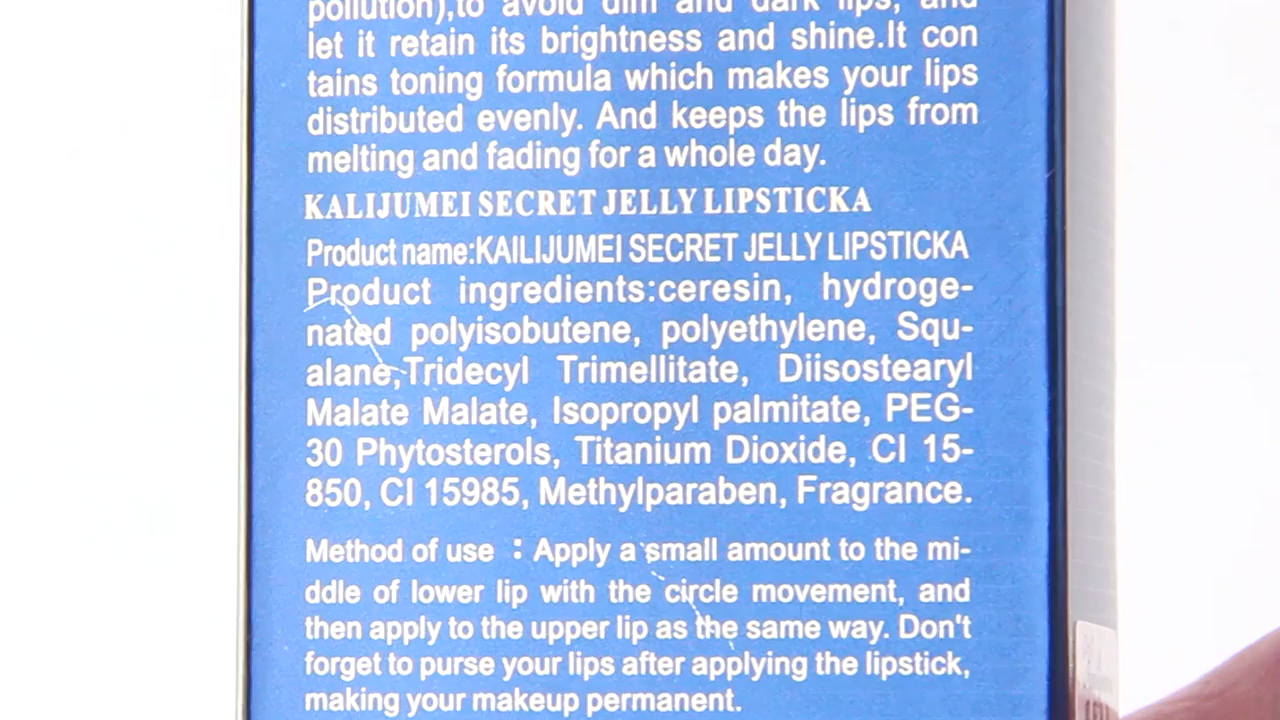 pollution),to avoid dim and dark lips, and
let it retain its brightness and shine.It con
tains toning formula which makes your lips
distributed evenly. And keeps the lips from
melting and fading for a whole day.
KALIJUMEI SECRET JELLY LIPSTICKA
Product name:KAILIJUMEI SECRET JELLY LIPSTICKA
Product ingredients:ceresin, hydroge-
nated polyisobutene, polyethylene, Squ-
alane,Tridecyl Trimellitate, Diisostearyl
Malate Malate, Isopropyl palmitate, PEG-
30 Phytosterols, Titanium Dioxide, CI 15-
850, CI 15985, Methylparaben, Fragrance.
Method of use : Apply a small amount to the mi-
ddle of lower lip with the circle movement, and
then apply to the upper lip as the same way. Don't
forget to purse your lips after applying the lipstick,
making your makeup permanent.